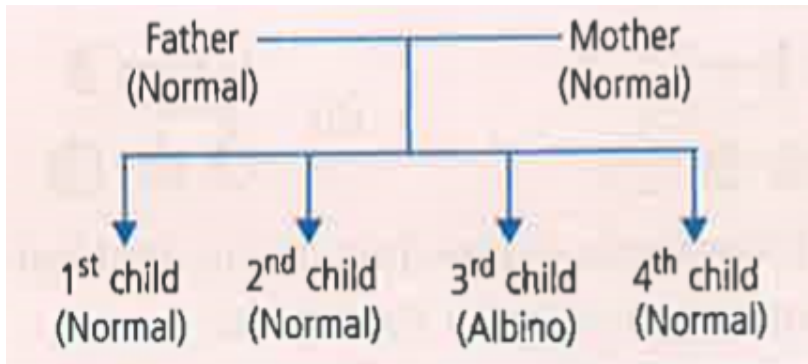 Father Mother
(Normal) (Normal)
1st child 2nd child 3rd child 4th child
(Normal) (Normal) (Albino) (Normal)